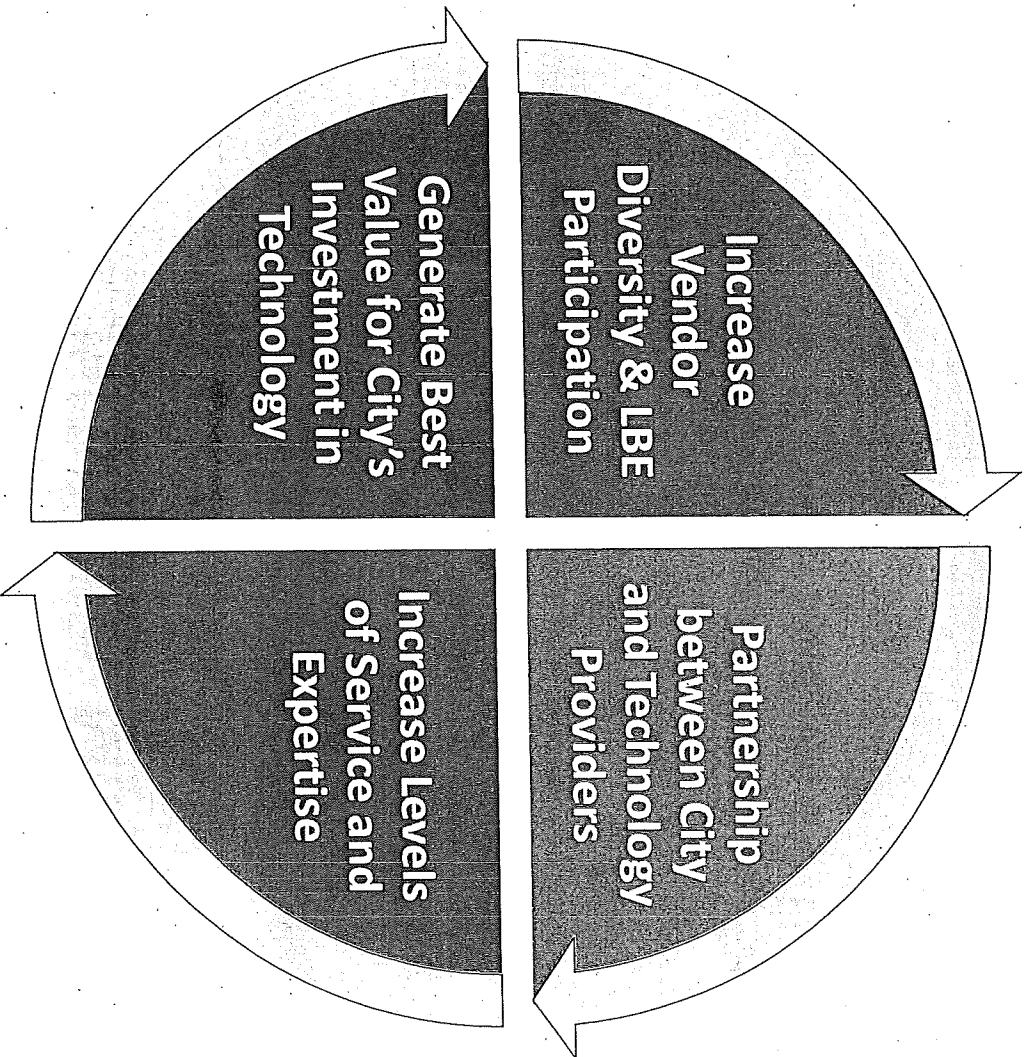 Increase
Vendor
Diversity & LBE
Participation
Partnership
between City
and Technology
Providers
Generate Best
Value for City's
Investment in
Technology
Increase Levels
of Service and
Expertise